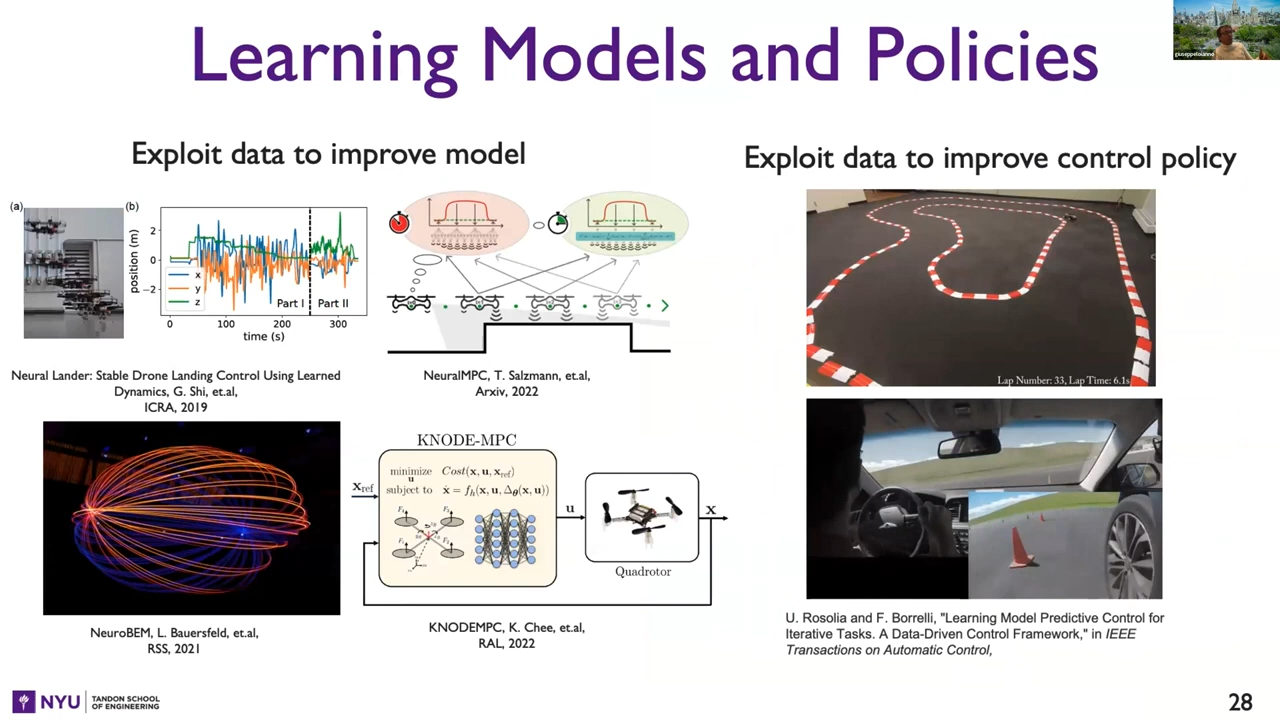 Learning Models and Policies
giuseppeloianno
Exploit data to improve model
Exploit data to improve control policy
(a)
(b)
position (m)
2
0
−2
x
y
z
Part I
Part II
0
100
200
300
time (s)
Neural Lander: Stable Drone Landing Control Using Learned
Dynamics, G. Shi, et.al,
ICRA, 2019
NeuralMPC, T. Salzmann, et.al,
Arxiv, 2022
Lap Number: 33, Lap Time: 6.1s
NeuroBEM, L. Bauersfeld, et.al,
RSS, 2021
KNODE-MPC
minimize Cost(x, u, x_ref)
u
subject to ẋ = f_h(x, u, Δ_θ(x, u))
x_ref
u
x
Quadrotor
KNODEMPC, K. Chee, et.al,
RAL, 2022
U. Rosolia and F. Borrelli, "Learning Model Predictive Control for
Iterative Tasks. A Data-Driven Control Framework," in IEEE
Transactions on Automatic Control,
NYU
TANDON SCHOOL
OF ENGINEERING
28